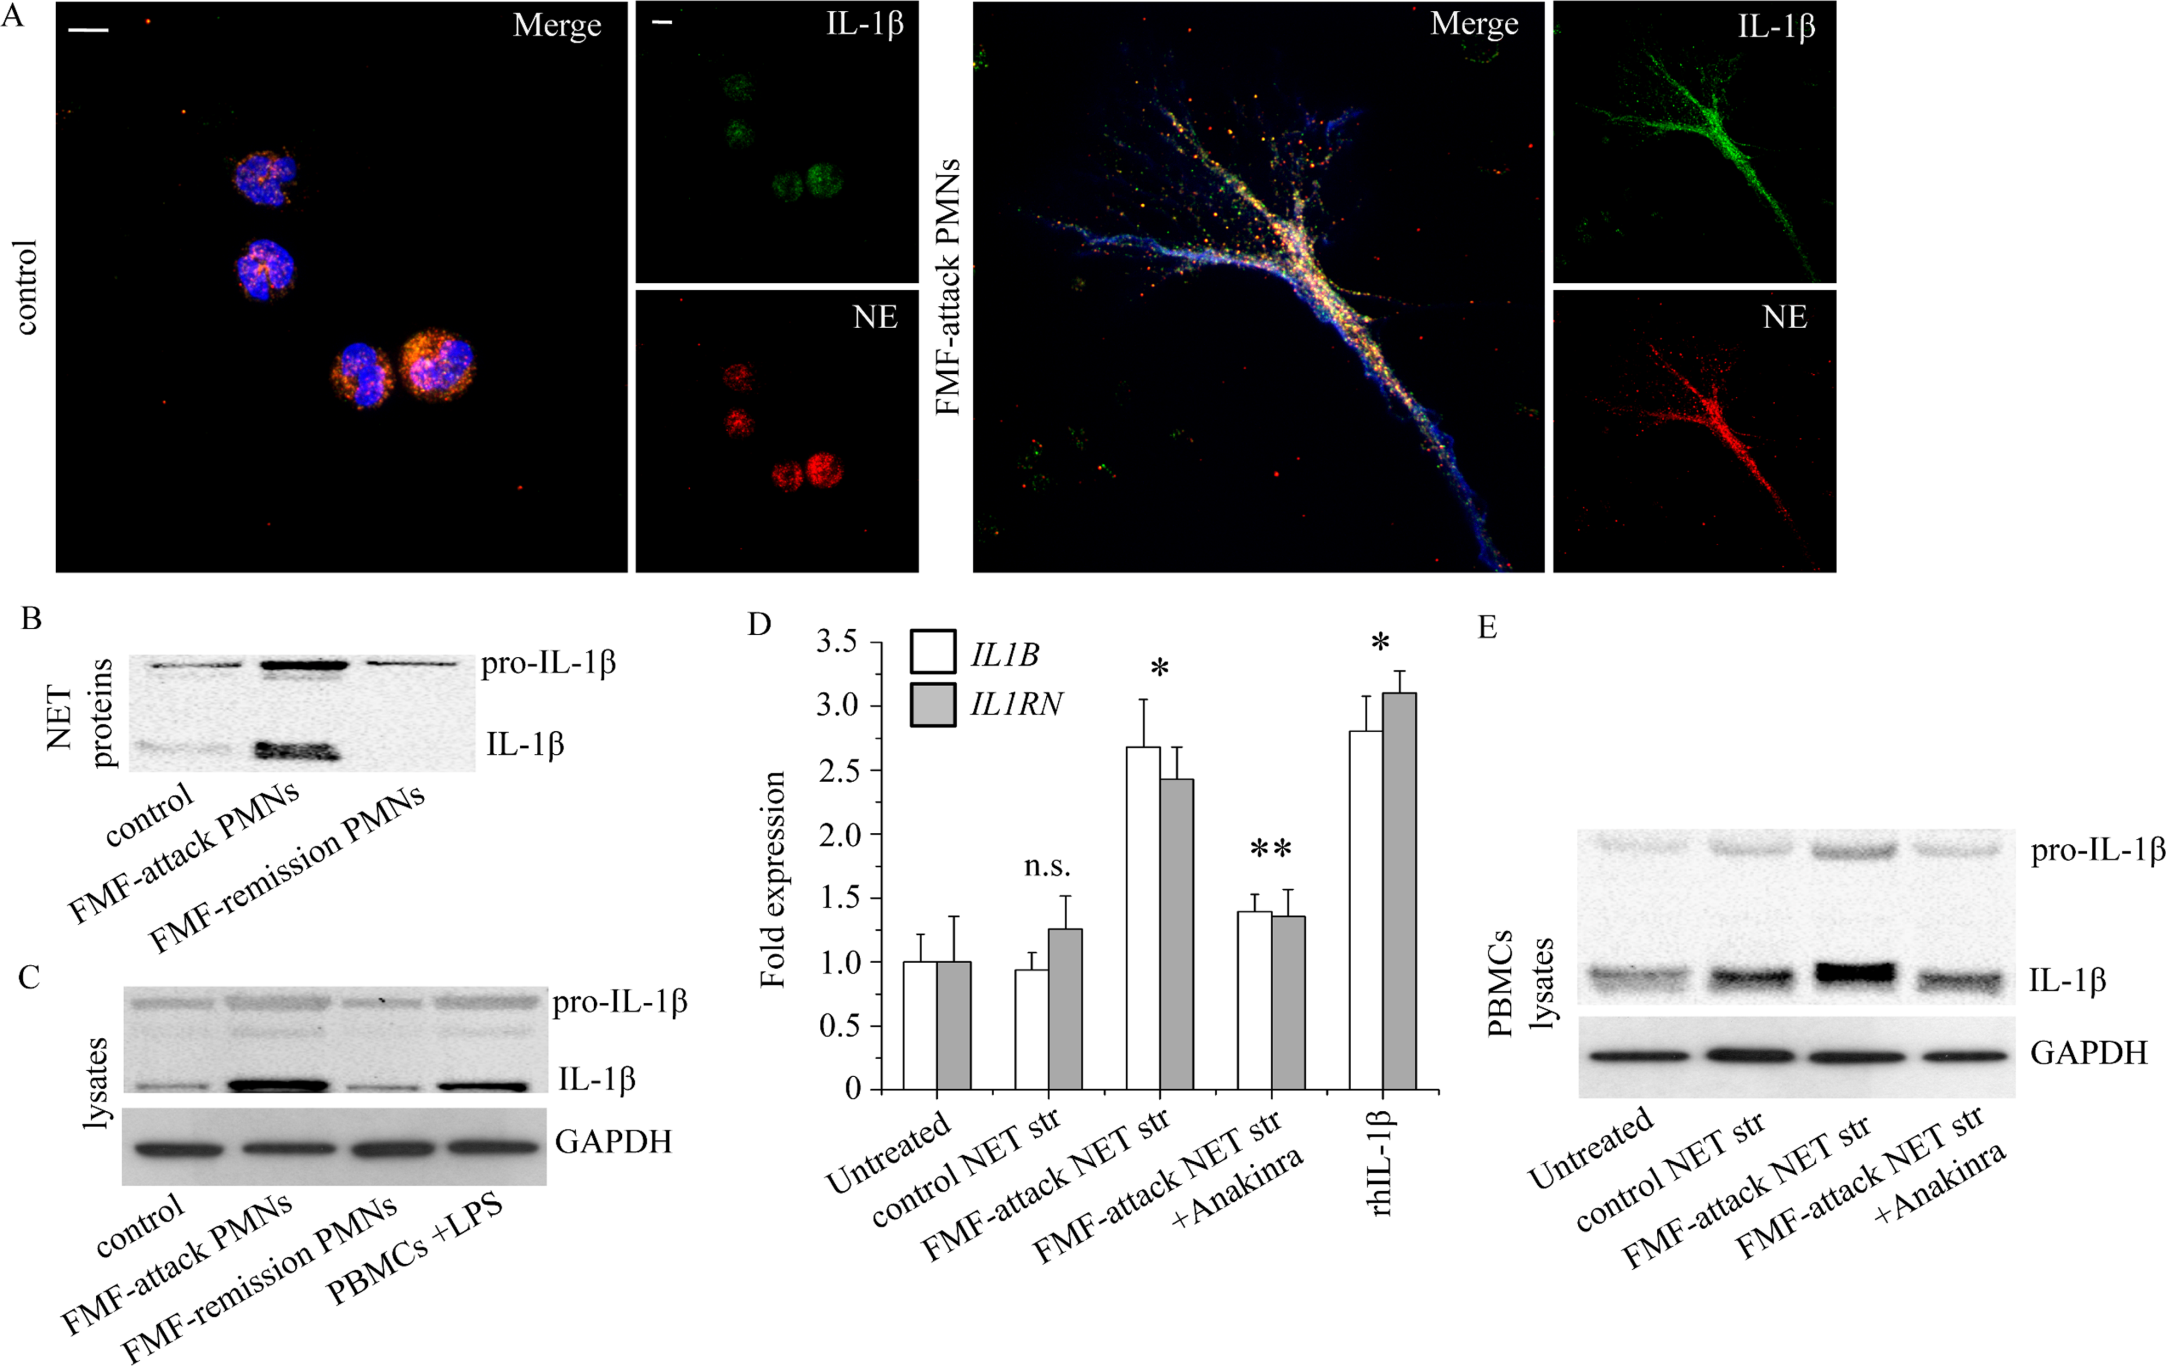 A
control
Merge
IL-1β
NE
FMF-attack PMNs
Merge
IL-1β
NE
B
NET
proteins
pro-IL-1β
IL-1β
control
FMF-attack PMNs
FMF-remission PMNs
C
lysates
pro-IL-1β
IL-1β
GAPDH
control
FMF-attack PMNs
FMF-remission PMNs
PBMCs +LPS
D
Fold expression
3.5
3.0
2.5
2.0
1.5
1.0
0.5
0
IL1B
IL1RN
n.s.
*
**
*
Untreated
control NET str
FMF-attack NET str
FMF-attack NET str
+Anakinra
rhIL-1β
E
PBMCs
lysates
pro-IL-1β
IL-1β
GAPDH
Untreated
control NET str
FMF-attack NET str
FMF-attack NET str
+Anakinra